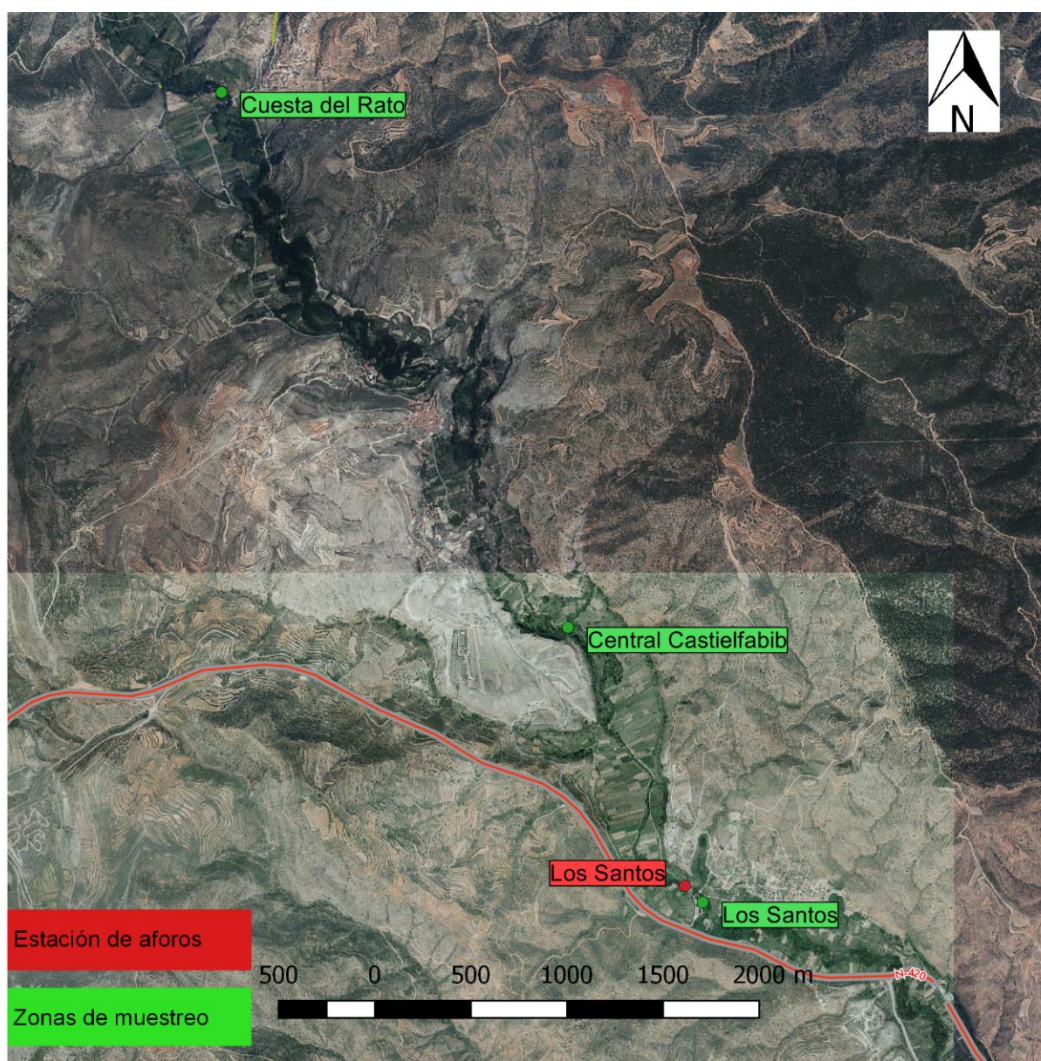 N
Cuesta del Rato
Central Castielfabib
Los Santos
Los Santos
Estación de aforos
Zonas de muestreo
500 0 500 1000 1500 2000 m
N-420